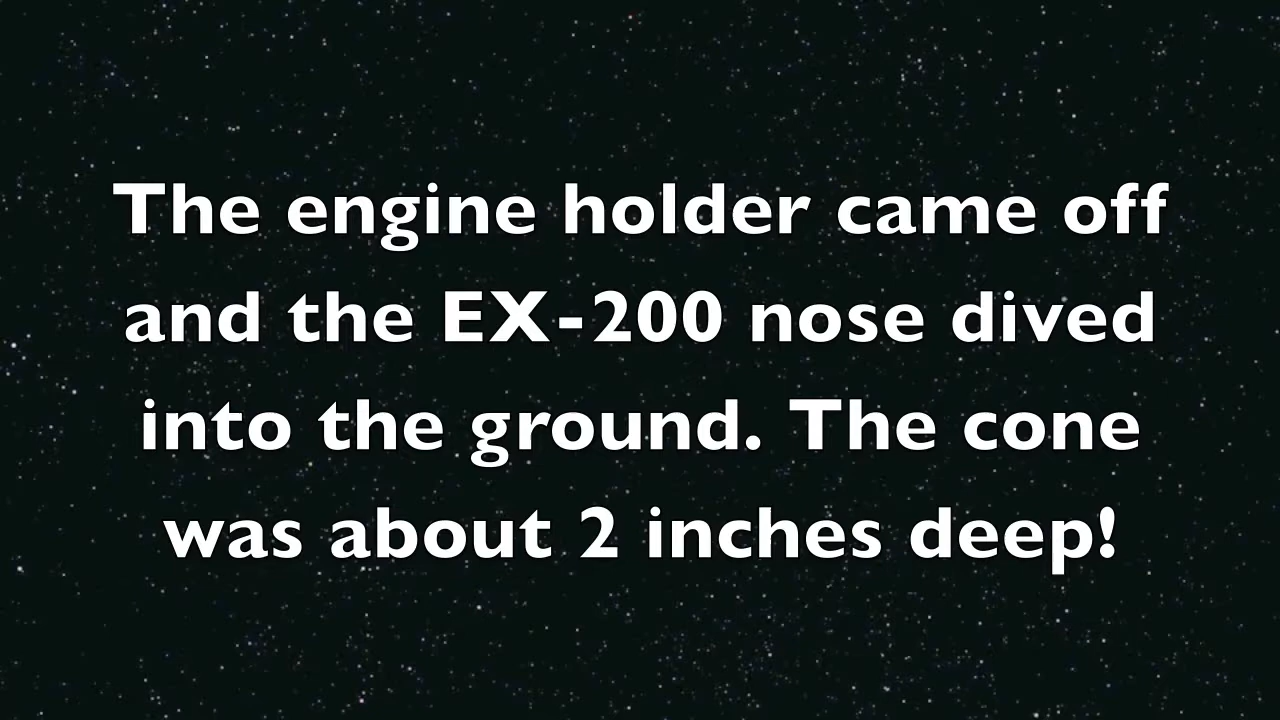 The engine holder came off
and the EX-200 nose dived
into the ground. The cone
was about 2 inches deep!